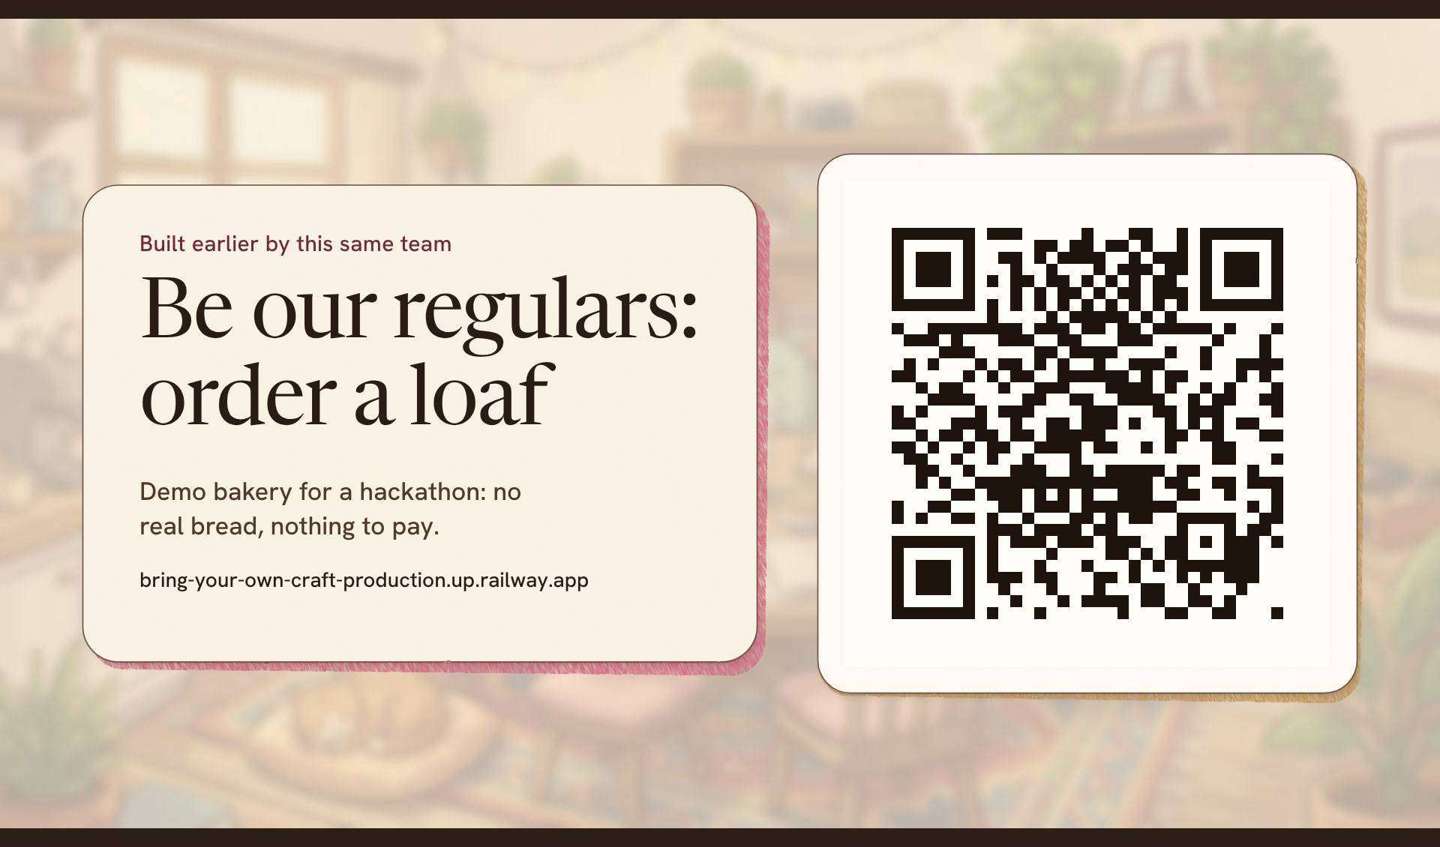 Built earlier by this same team
Be our regulars:
order a loaf
Demo bakery for a hackathon: no
real bread, nothing to pay.
bring-your-own-craft-production.up.railway.app